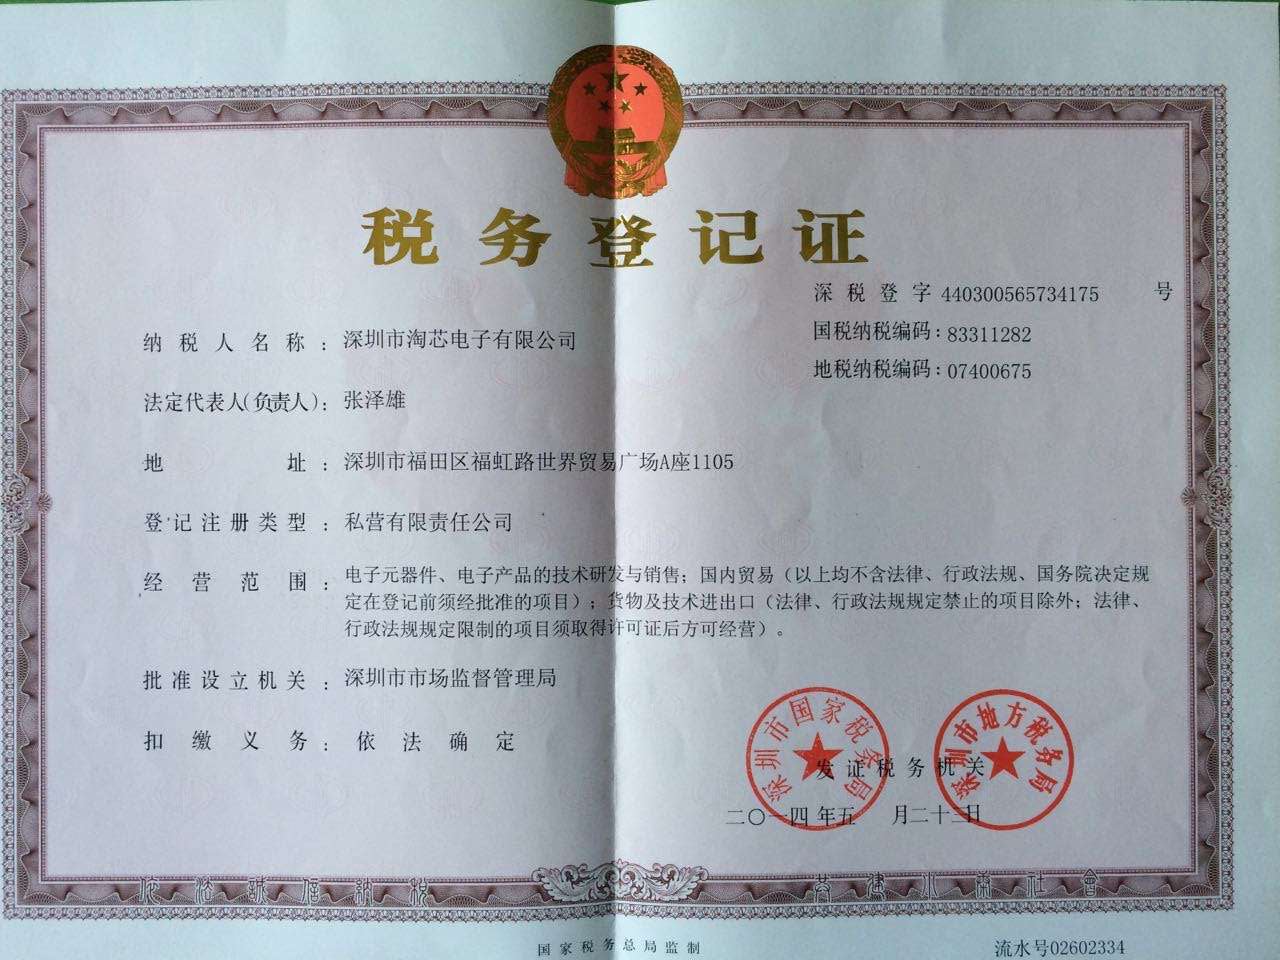 税务登记证
深税登字 440300565734175 号
国税纳税编码：83311282
地税纳税编码：07400675
纳税人名称：深圳市淘芯电子有限公司
法定代表人(负责人)：张泽雄
地址：深圳市福田区福虹路世界贸易广场A座1105
登记注册类型：私营有限责任公司
经营范围：电子元器件、电子产品的技术研发与销售；国内贸易（以上均不含法律、行政法规、国务院决定规
定在登记前须经批准的项目）；货物及技术进出口（法律、行政法规规定禁止的项目除外；法律、
行政法规规定限制的项目须取得许可证后方可经营）。
批准设立机关：深圳市市场监督管理局
扣缴义务：依法确定
深圳市国家税务局
深圳市地方税务局
发证税务机关
二〇一四年五月二十三日
依法诚信纳税 共建小康社會
国家税务总局监制
流水号02602334